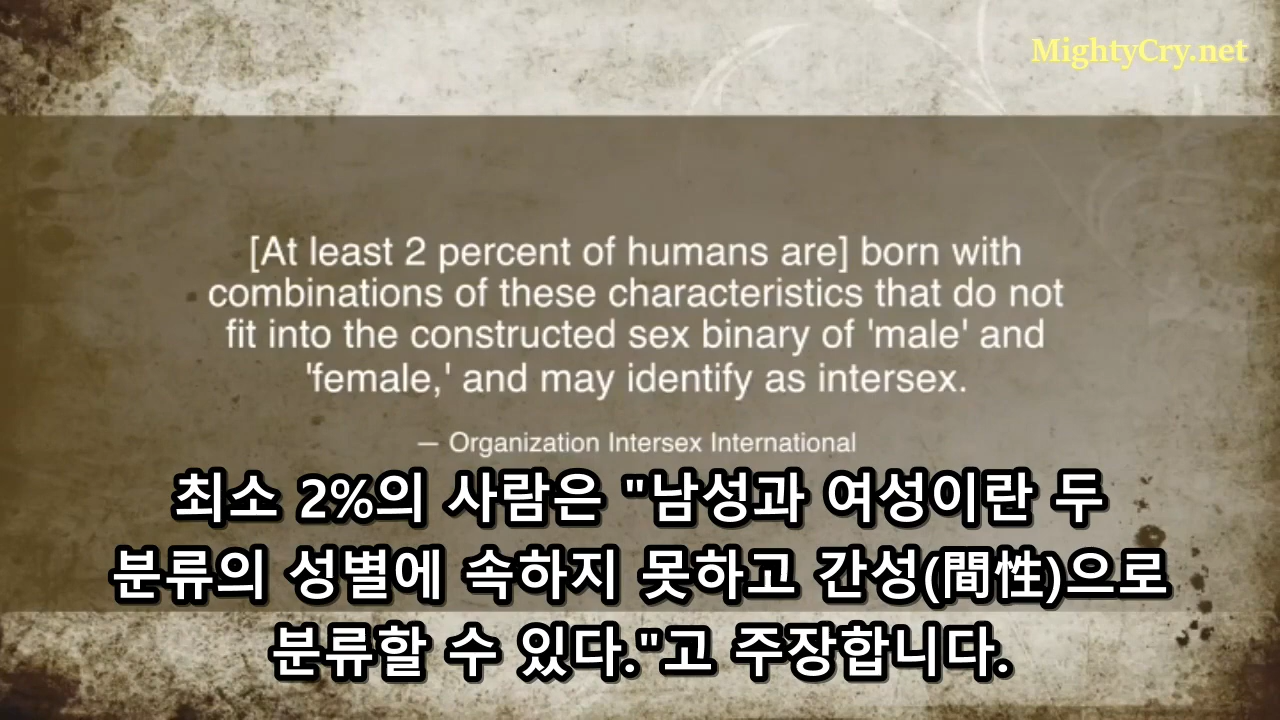 MightyCry.net
[At least 2 percent of humans are] born with
combinations of these characteristics that do not
fit into the constructed sex binary of 'male' and
'female,' and may identify as intersex.
— Organization Intersex International
최소 2%의 사람은 "남성과 여성이란 두
분류의 성별에 속하지 못하고 간성(間性)으로
분류할 수 있다."고 주장합니다.